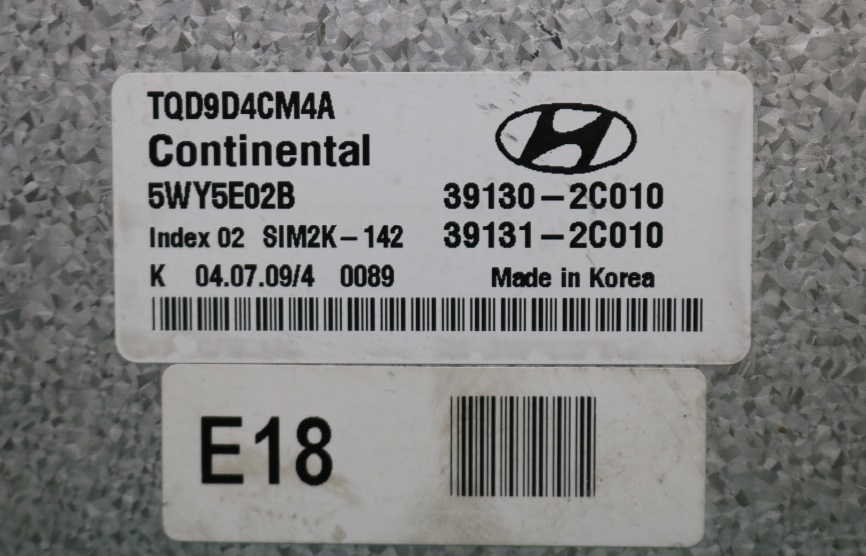 TQD9D4CM4A
Continental
5WY5E02B 39130-2C010
Index 02 SIM2K-142 39131-2C010
K 04.07.09/4 0089 Made in Korea
E18